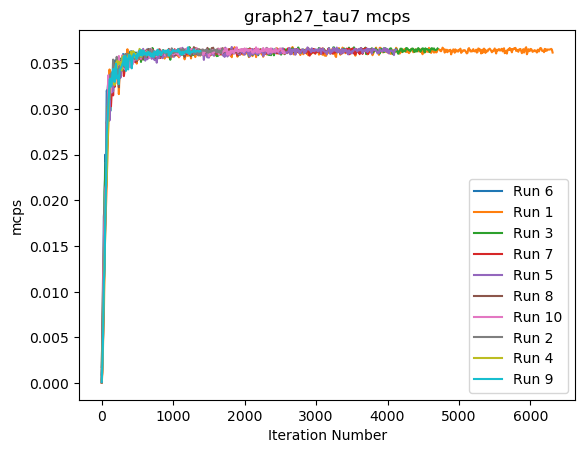 graph27_tau7 mcps
mcps
0.035
0.030
0.025
0.020
0.015
0.010
0.005
0.000
Run 6
Run 1
Run 3
Run 7
Run 5
Run 8
Run 10
Run 2
Run 4
Run 9
0 1000 2000 3000 4000 5000 6000
Iteration Number